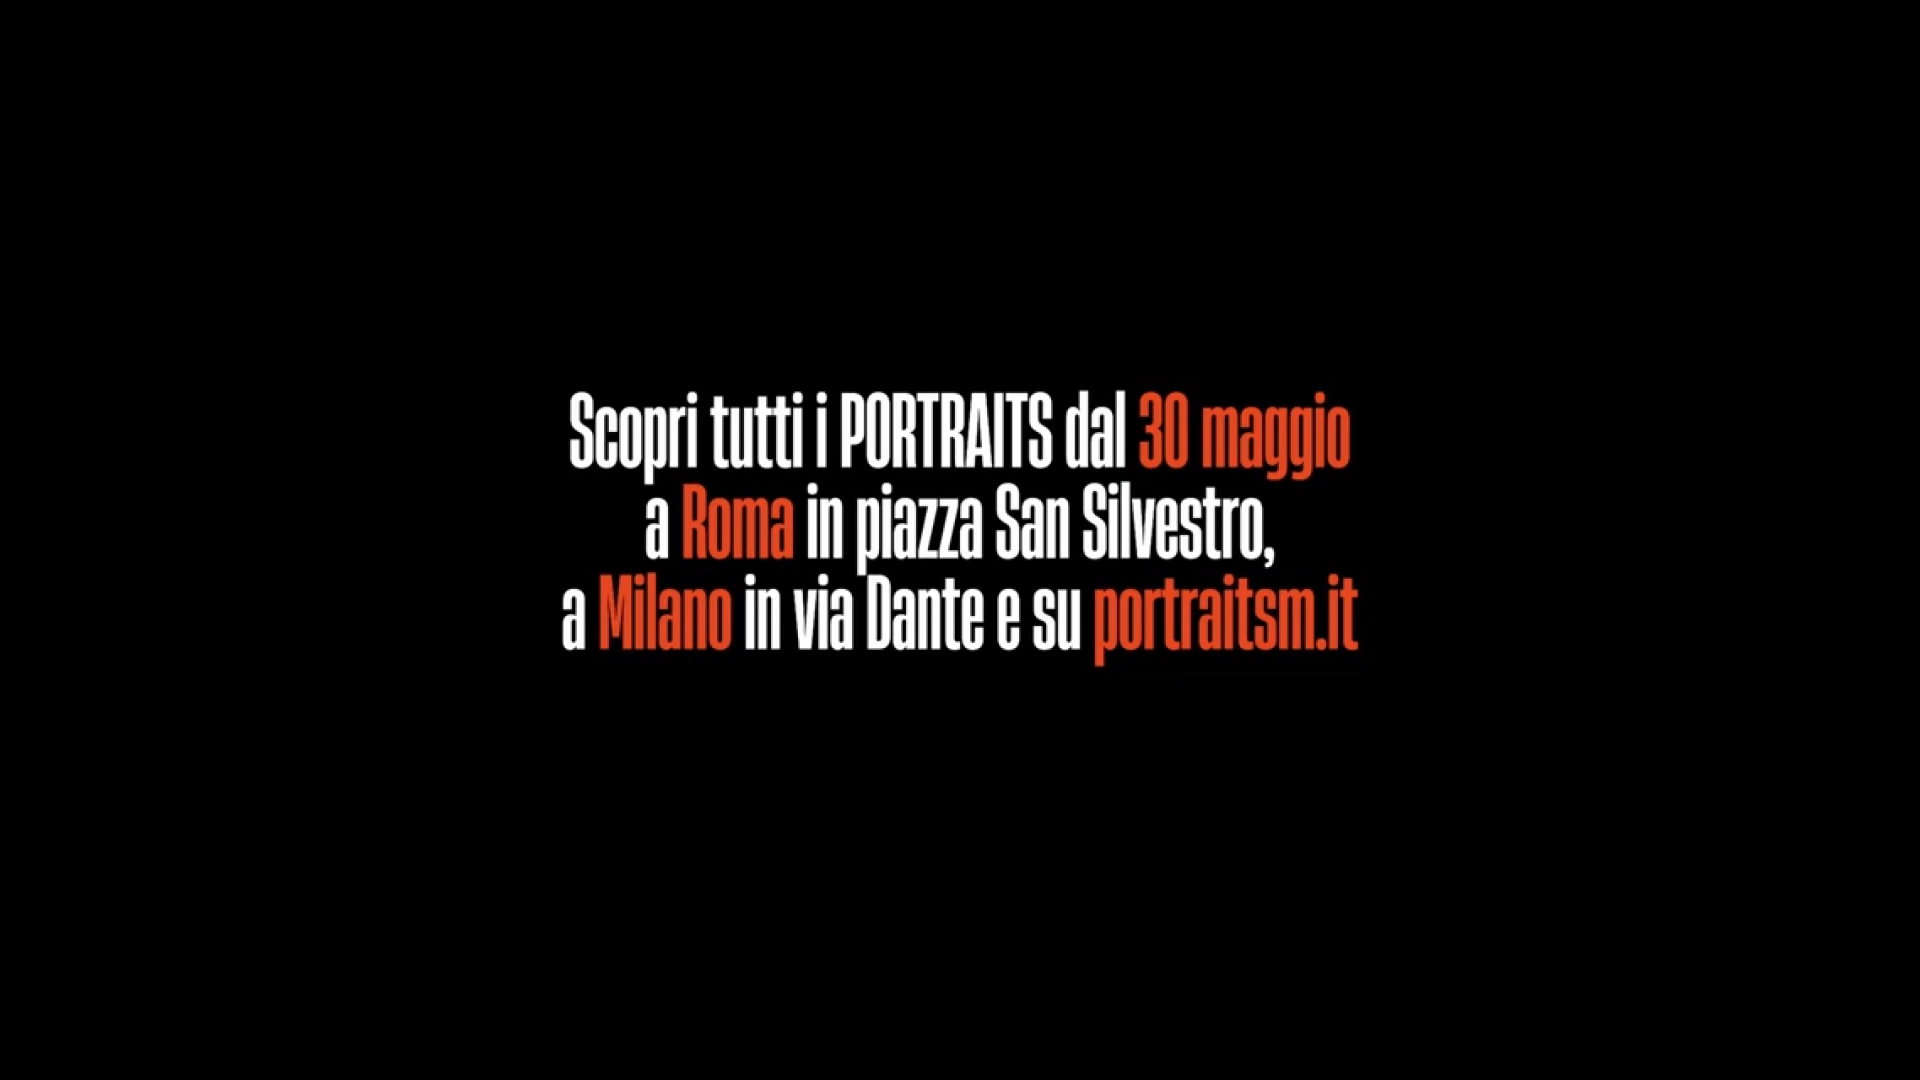 Scopri tutti i PORTRAITS dal 30 maggio
a Roma in piazza San Silvestro,
a Milano in via Dante e su portraitsm.it